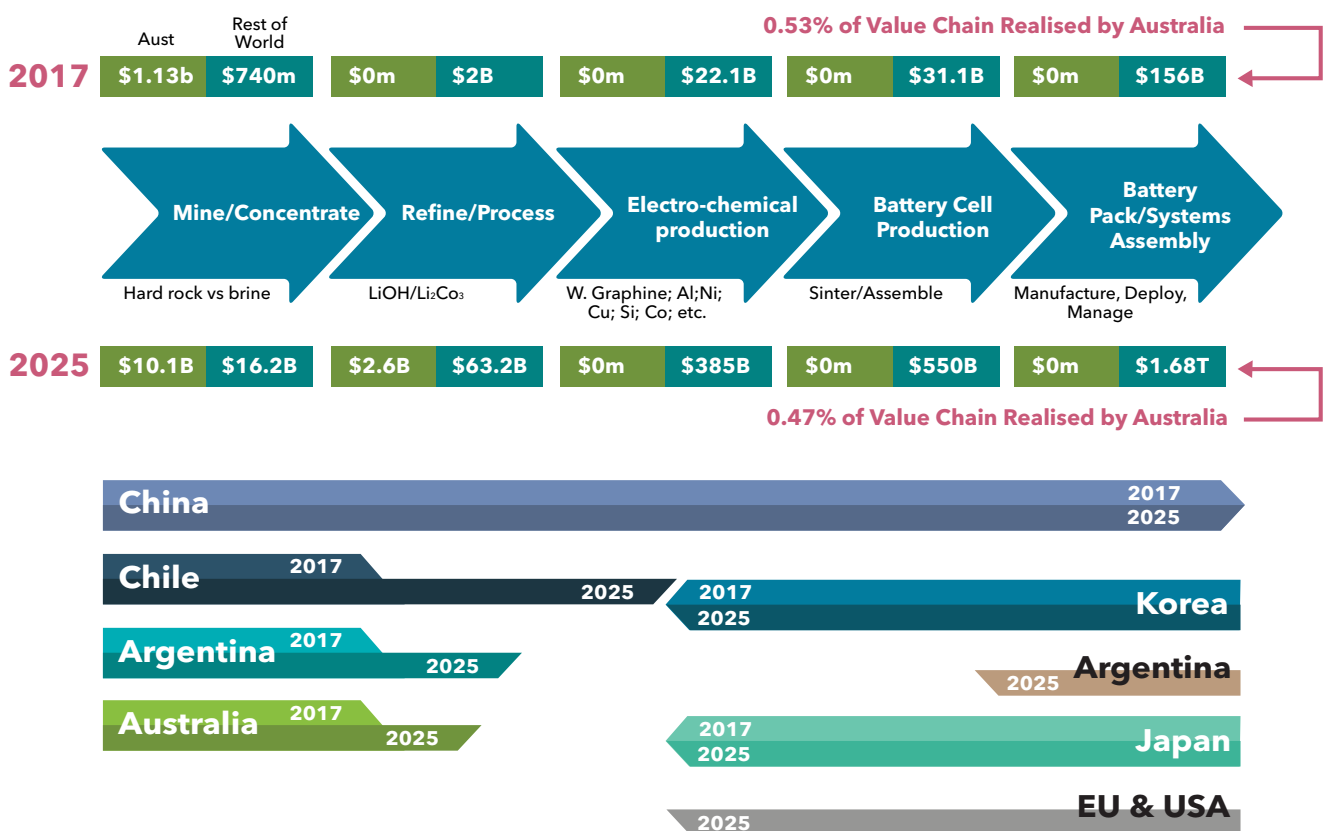 Rest of
World
Aust
0.53% of Value Chain Realised by Australia
2017
$1.13b $740m $0m $2B $0m $22.1B $0m $31.1B $0m $156B
Mine/Concentrate
Refine/Process
Electro-chemical
production
Battery Cell
Production
Battery
Pack/Systems
Assembly
Hard rock vs brine
LiOH/Li₂Co₃
W. Graphine; Al;Ni;
Cu; Si; Co; etc.
Sinter/Assemble
Manufacture, Deploy,
Manage
2025
$10.1B $16.2B $2.6B $63.2B $0m $385B $0m $550B $0m $1.68T
0.47% of Value Chain Realised by Australia
China
2017
2025
Chile
2017
2025
2017
2025
Korea
Argentina
2017
2025
Argentina
2025
Australia
2017
2025
2017
2025
Japan
EU & USA
2025